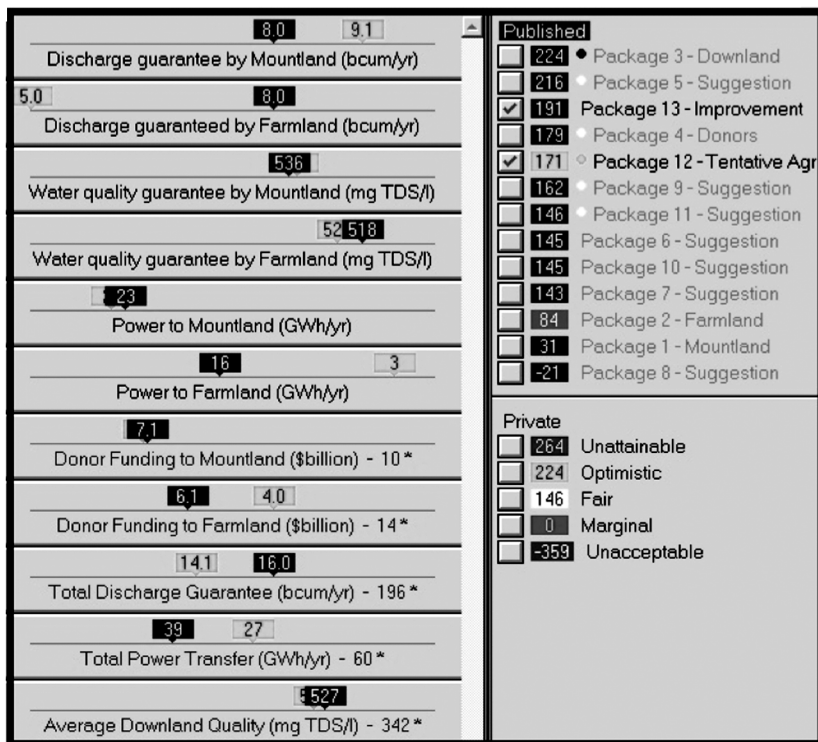 8.0 9.1
Discharge guarantee by Mountland (bcum/yr)
5.0 8.0
Discharge guaranteed by Farmland (bcum/yr)
536
Water quality guarantee by Mountland (mg TDS/l)
52 518
Water quality guarantee by Farmland (mg TDS/l)
23
Power to Mountland (GWh/yr)
16 3
Power to Farmland (GWh/yr)
7.1
Donor Funding to Mountland ($billion) - 10*
6.1 4.0
Donor Funding to Farmland ($billion) - 14*
14.1 16.0
Total Discharge Guarantee (bcum/yr) - 196*
39 27
Total Power Transfer (GWh/yr) - 60*
527
Average Downland Quality (mg TDS/l) - 342*
Published
224 Package 3 - Downland
216 Package 5 - Suggestion
191 Package 13 - Improvement
179 Package 4 - Donors
171 Package 12 - Tentative Agr
162 Package 9 - Suggestion
146 Package 11 - Suggestion
145 Package 6 - Suggestion
145 Package 10 - Suggestion
143 Package 7 - Suggestion
84 Package 2 - Farmland
31 Package 1 - Mountland
-21 Package 8 - Suggestion
Private
264 Unattainable
224 Optimistic
146 Fair
0 Marginal
-359 Unacceptable